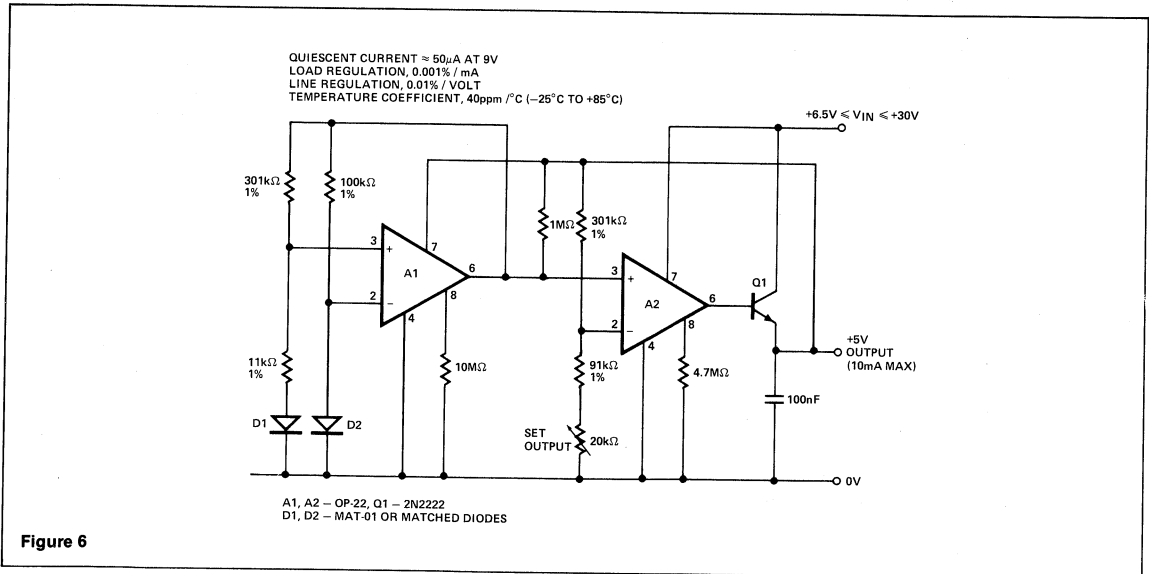 QUIESCENT CURRENT ≈ 50μA AT 9V
LOAD REGULATION, 0.001% / mA
LINE REGULATION, 0.01% / VOLT
TEMPERATURE COEFFICIENT, 40ppm /°C (–25°C TO +85°C)
+6.5V ⩽ VIN ⩽ +30V
301kΩ
1%
100kΩ
1%
1MΩ
301kΩ
1%
3
+
7
A1
6
2
–
8
4
3
+
7
A2
6
2
–
8
4
Q1
+5V
OUTPUT
(10mA MAX)
11kΩ
1%
10MΩ
91kΩ
1%
4.7MΩ
100nF
D1
D2
SET
OUTPUT
20kΩ
0V
A1, A2 – OP-22, Q1 – 2N2222
D1, D2 – MAT-01 OR MATCHED DIODES
Figure 6